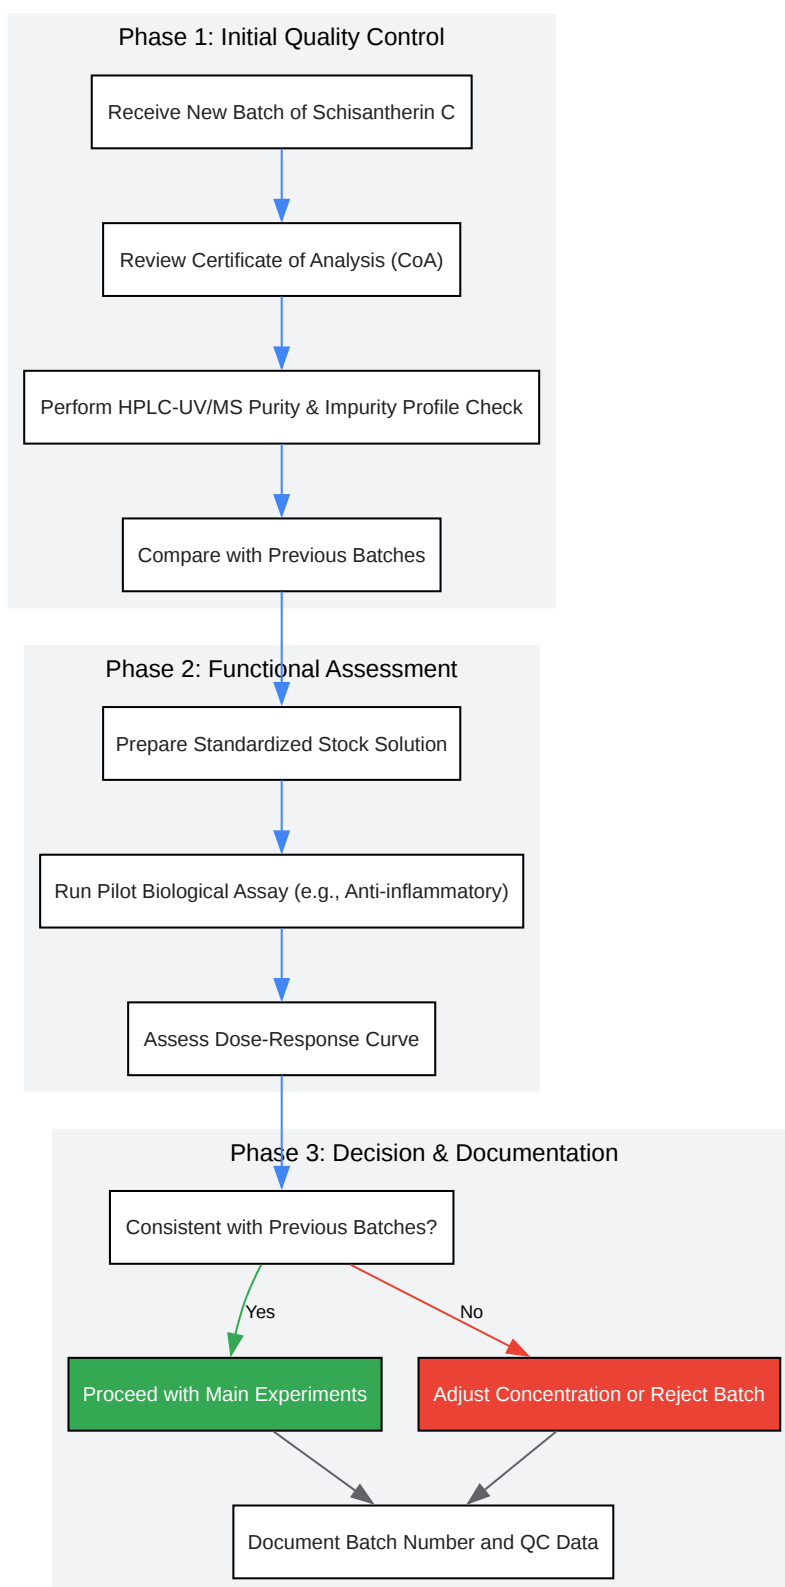 Phase 1: Initial Quality Control
Receive New Batch of Schisantherin C
Review Certificate of Analysis (CoA)
Perform HPLC-UV/MS Purity & Impurity Profile Check
Compare with Previous Batches
Phase 2: Functional Assessment
Prepare Standardized Stock Solution
Run Pilot Biological Assay (e.g., Anti-inflammatory)
Assess Dose-Response Curve
Phase 3: Decision & Documentation
Consistent with Previous Batches?
Yes
No
Proceed with Main Experiments
Adjust Concentration or Reject Batch
Document Batch Number and QC Data